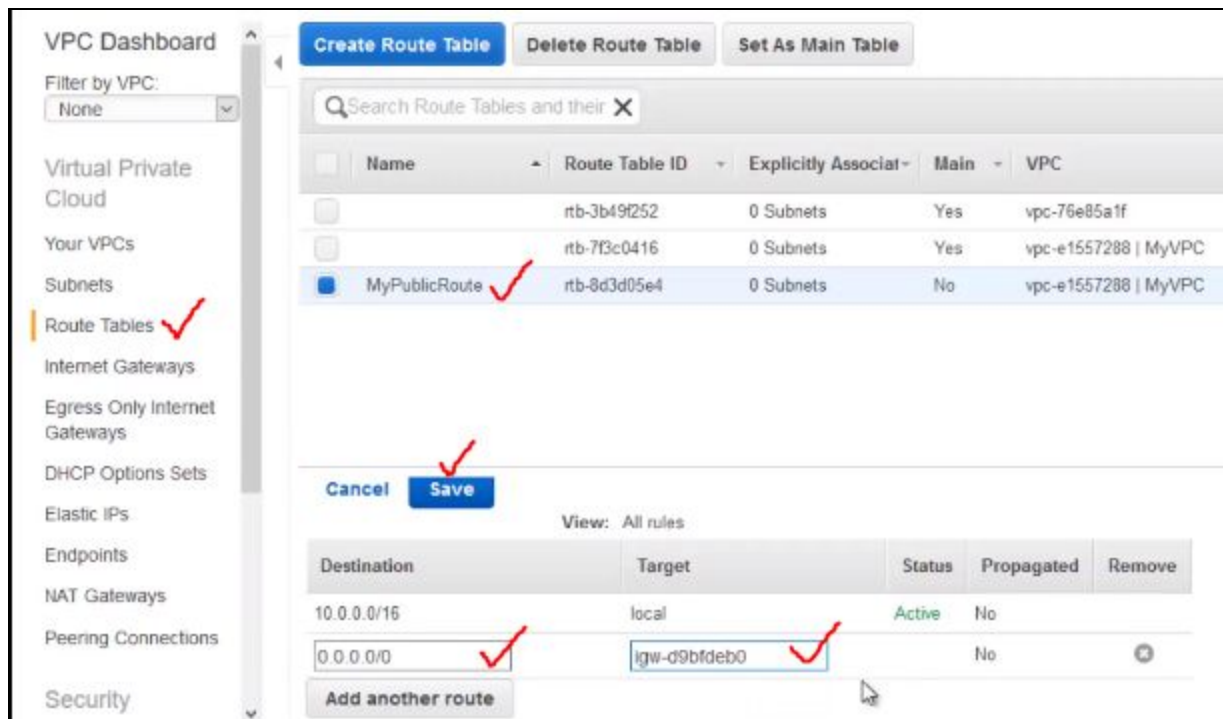 VPC Dashboard
Filter by VPC:
None
Virtual Private
Cloud
Your VPCs
Subnets
Route Tables
Internet Gateways
Egress Only Internet
Gateways
DHCP Options Sets
Elastic IPs
Endpoints
NAT Gateways
Peering Connections
Security
Create Route Table Delete Route Table Set As Main Table
Search Route Tables and their X
Name Route Table ID Explicitly Associat Main VPC
rtb-3b49f252 0 Subnets Yes vpc-76e85a1f
rtb-7f3c0416 0 Subnets Yes vpc-e1557288 | MyVPC
MyPublicRoute rtb-8d3d05e4 0 Subnets No vpc-e1557288 | MyVPC
Cancel Save
View: All rules
Destination Target Status Propagated Remove
10.0.0.0/16 local Active No
0.0.0.0/0 igw-d9bfdeb0 No
Add another route